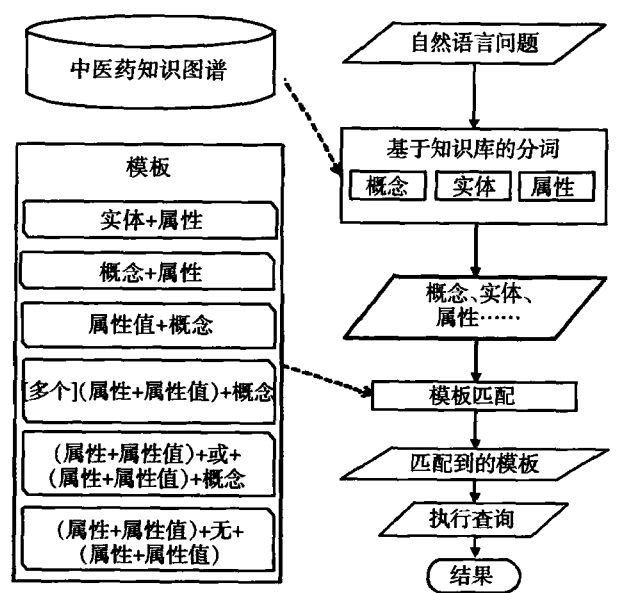 中医药知识图谱
模板
实体+属性
概念+属性
属性值+概念
[多个](属性+属性值)+概念
(属性+属性值)+或+
(属性+属性值)+概念
(属性+属性值)+无+
(属性+属性值)
自然语言问题
基于知识库的分词
概念 实体 属性
概念、实体、
属性……
模板匹配
匹配到的模板
执行查询
结果